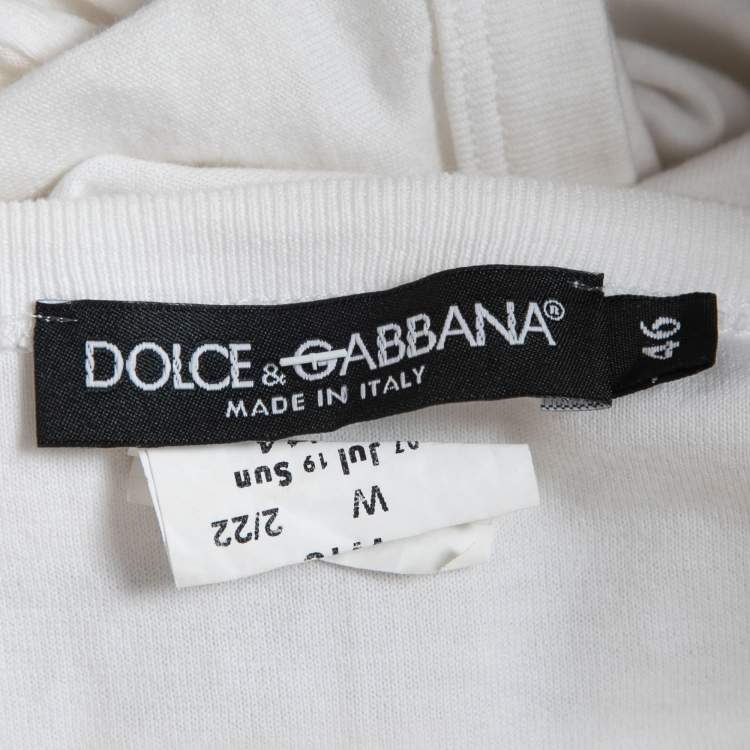 DOLCE & GABBANA®
MADE IN ITALY
46
2/22 W
07 Jul 19 Sun